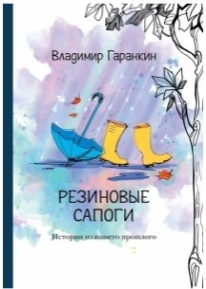 Владимир Гаранкин
РЕЗИНОВЫЕ
САПОГИ
Истории из нашего прошлого